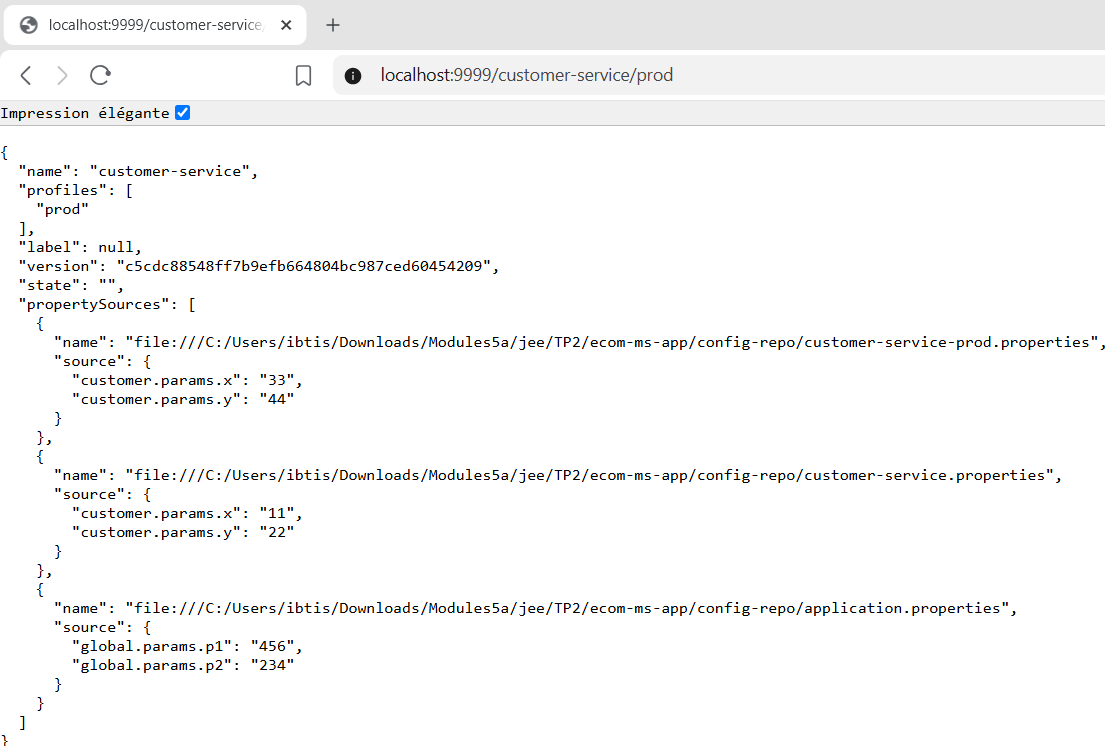 localhost:9999/customer-service/
localhost:9999/customer-service/prod
Impression élégante
{
  "name": "customer-service",
  "profiles": [
    "prod"
  ],
  "label": null,
  "version": "c5cdc88548ff7b9efb664804bc987ced60454209",
  "state": "",
  "propertySources": [
    {
      "name": "file:///C:/Users/ibtis/Downloads/Modules5a/jee/TP2/ecom-ms-app/config-repo/customer-service-prod.properties",
      "source": {
        "customer.params.x": "33",
        "customer.params.y": "44"
      }
    },
    {
      "name": "file:///C:/Users/ibtis/Downloads/Modules5a/jee/TP2/ecom-ms-app/config-repo/customer-service.properties",
      "source": {
        "customer.params.x": "11",
        "customer.params.y": "22"
      }
    },
    {
      "name": "file:///C:/Users/ibtis/Downloads/Modules5a/jee/TP2/ecom-ms-app/config-repo/application.properties",
      "source": {
        "global.params.p1": "456",
        "global.params.p2": "234"
      }
    }
  ]
}